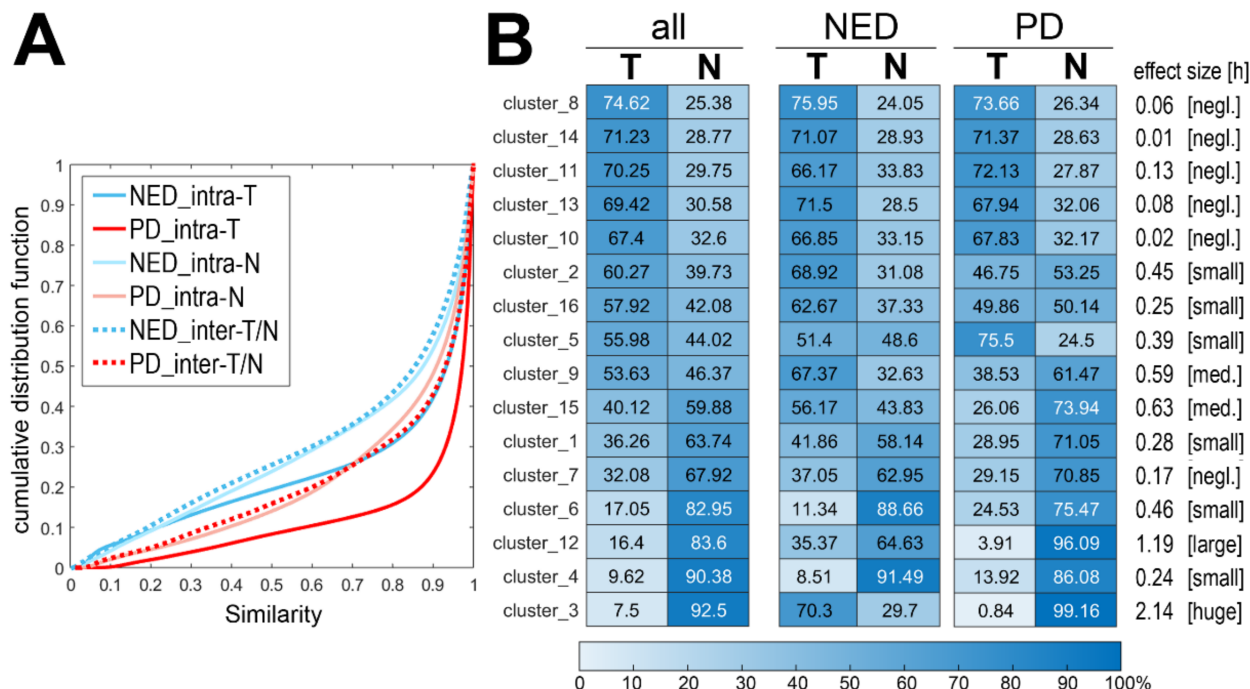 A
1
0.9
0.8
0.7
0.6
0.5
0.4
0.3
0.2
0.1
0
cumulative distribution function
NED_intra-T
PD_intra-T
NED_intra-N
PD_intra-N
NED_inter-T/N
PD_inter-T/N
0 0.1 0.2 0.3 0.4 0.5 0.6 0.7 0.8 0.9 1
Similarity
B
all NED PD
T N T N T N effect size [h]
cluster_8 74.62 25.38 75.95 24.05 73.66 26.34 0.06 [negl.]
cluster_14 71.23 28.77 71.07 28.93 71.37 28.63 0.01 [negl.]
cluster_11 70.25 29.75 66.17 33.83 72.13 27.87 0.13 [negl.]
cluster_13 69.42 30.58 71.5 28.5 67.94 32.06 0.08 [negl.]
cluster_10 67.4 32.6 66.85 33.15 67.83 32.17 0.02 [negl.]
cluster_2 60.27 39.73 68.92 31.08 46.75 53.25 0.45 [small]
cluster_16 57.92 42.08 62.67 37.33 49.86 50.14 0.25 [small]
cluster_5 55.98 44.02 51.4 48.6 75.5 24.5 0.39 [small]
cluster_9 53.63 46.37 67.37 32.63 38.53 61.47 0.59 [med.]
cluster_15 40.12 59.88 56.17 43.83 26.06 73.94 0.63 [med.]
cluster_1 36.26 63.74 41.86 58.14 28.95 71.05 0.28 [small]
cluster_7 32.08 67.92 37.05 62.95 29.15 70.85 0.17 [negl.]
cluster_6 17.05 82.95 11.34 88.66 24.53 75.47 0.46 [small]
cluster_12 16.4 83.6 35.37 64.63 3.91 96.09 1.19 [large]
cluster_4 9.62 90.38 8.51 91.49 13.92 86.08 0.24 [small]
cluster_3 7.5 92.5 70.3 29.7 0.84 99.16 2.14 [huge]
0 10 20 30 40 50 60 70 80 90 100%